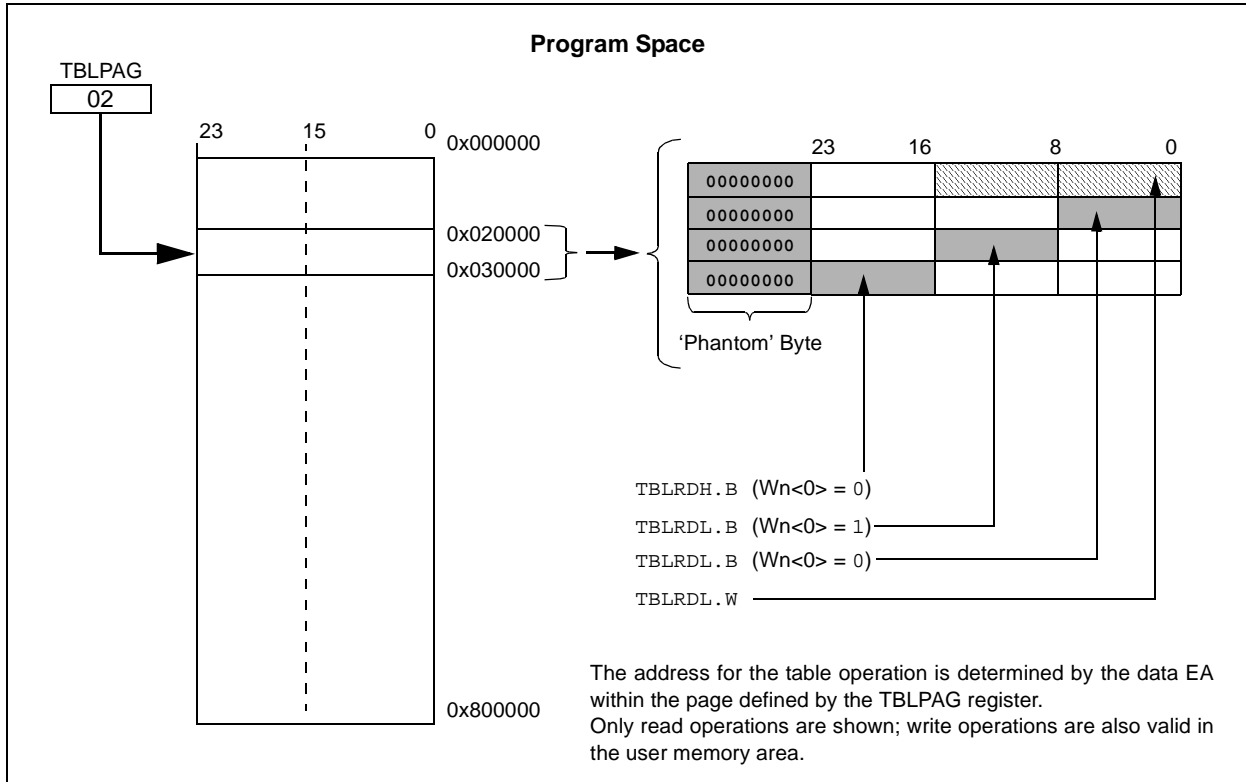 Program Space
TBLPAG
02
23 15 0
0x000000
0x020000
0x030000
0x800000
23 16 8 0
00000000
00000000
00000000
00000000
‘Phantom’ Byte
TBLRDH.B (Wn<0> = 0)
TBLRDL.B (Wn<0> = 1)
TBLRDL.B (Wn<0> = 0)
TBLRDL.W
The address for the table operation is determined by the data EA
within the page defined by the TBLPAG register.
Only read operations are shown; write operations are also valid in
the user memory area.